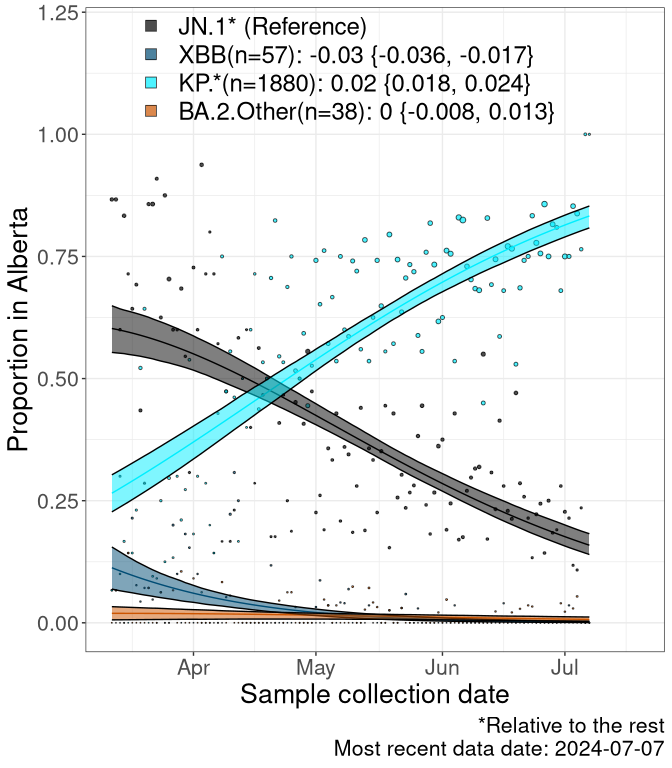 JN.1* (Reference)
XBB(n=57): -0.03 {-0.036, -0.017}
KP.*(n=1880): 0.02 {0.018, 0.024}
BA.2.Other(n=38): 0 {-0.008, 0.013}
1.25
1.00
0.75
0.50
0.25
0.00
Proportion in Alberta
Apr May Jun Jul
Sample collection date
*Relative to the rest
Most recent data date: 2024-07-07